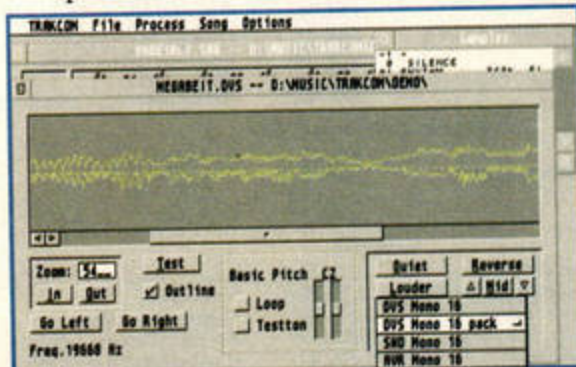 TRAKCOM File Process Song Options
0 SILENCE
MEGABEIT.DVS -- D:\MUSIC\TRAKCOM\DEMO\
Zoom: 54
Test
Basic Pitch C2
Quiet Reverse
In Out
Outline
Loop
Louder Mid
Go Left Go Right
Testton
DVS Mono 16
DVS Mono 16 pack
SND Mono 16
AVR Mono 16
Freq.19668 Hz